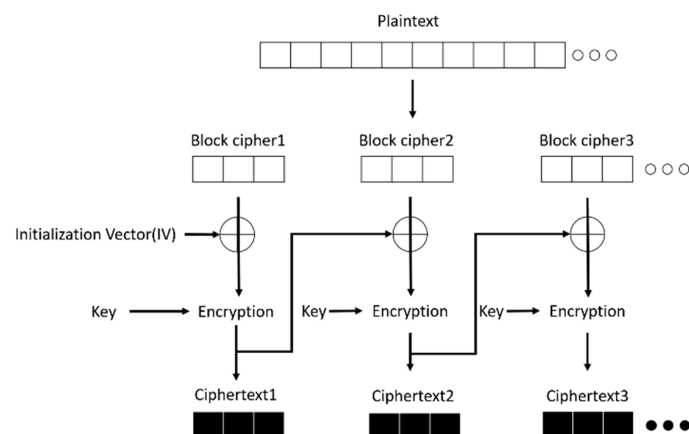 Plaintext
Block cipher1 Block cipher2 Block cipher3
Initialization Vector(IV)
Key Encryption Key Encryption Key Encryption
Ciphertext1 Ciphertext2 Ciphertext3